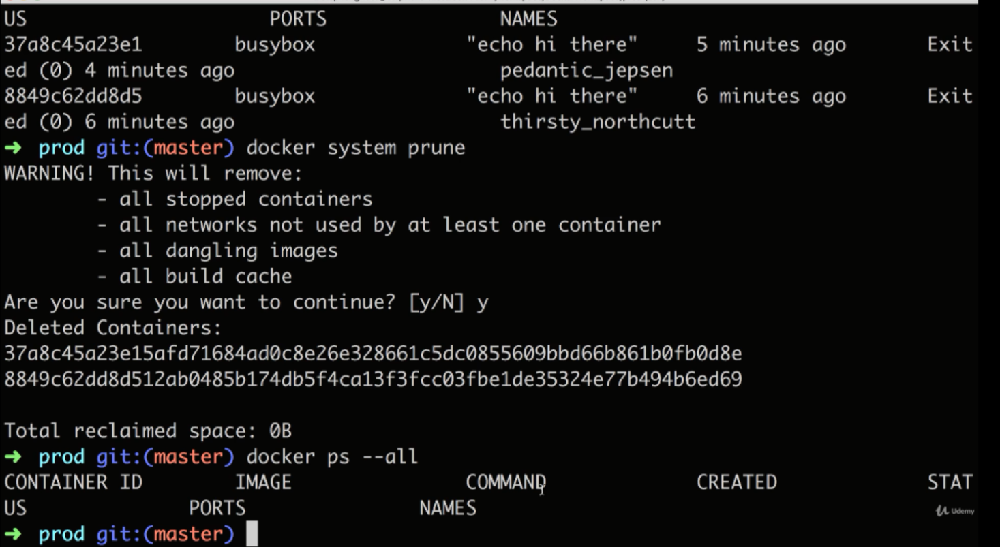 US PORTS NAMES
37a8c45a23e1 busybox "echo hi there" 5 minutes ago Exit
ed (0) 4 minutes ago pedantic_jepsen
8849c62dd8d5 busybox "echo hi there" 6 minutes ago Exit
ed (0) 6 minutes ago thirsty_northcutt
➜ prod git:(master) docker system prune
WARNING! This will remove:
- all stopped containers
- all networks not used by at least one container
- all dangling images
- all build cache
Are you sure you want to continue? [y/N] y
Deleted Containers:
37a8c45a23e15afd71684ad0c8e26e328661c5dc0855609bbd66b861b0fb0d8e
8849c62dd8d512ab0485b174db5f4ca13f3fcc03fbe1de35324e77b494b6ed69
Total reclaimed space: 0B
➜ prod git:(master) docker ps --all
CONTAINER ID IMAGE COMMAND CREATED STAT
US PORTS NAMES
Udemy
➜ prod git:(master)